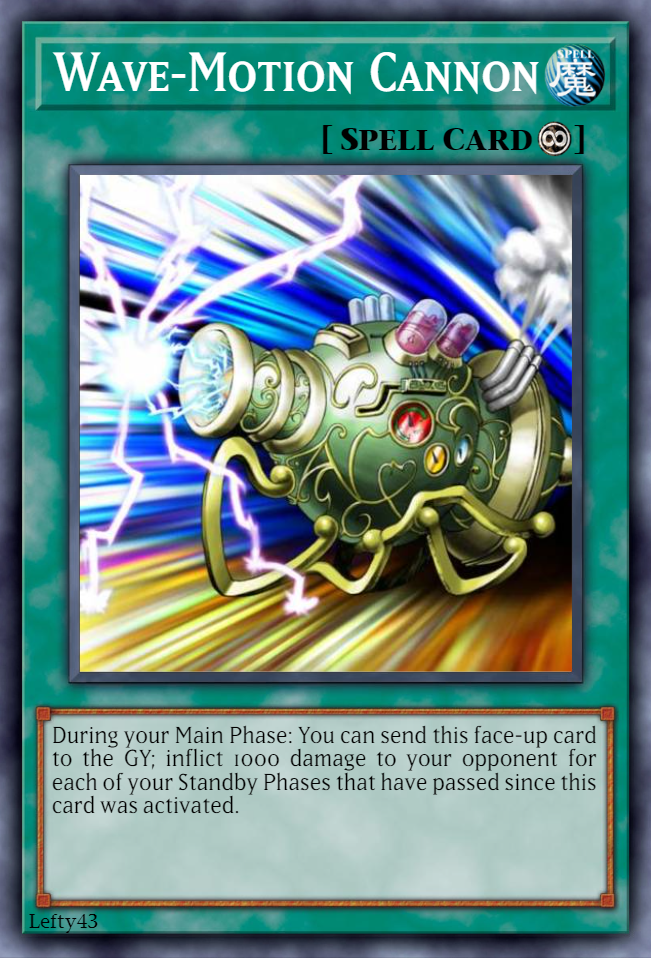 Wave-Motion Cannon
SPELL
魔
[ Spell Card ]
During your Main Phase: You can send this face-up card
to the GY; inflict 1000 damage to your opponent for
each of your Standby Phases that have passed since this
card was activated.
Lefty43